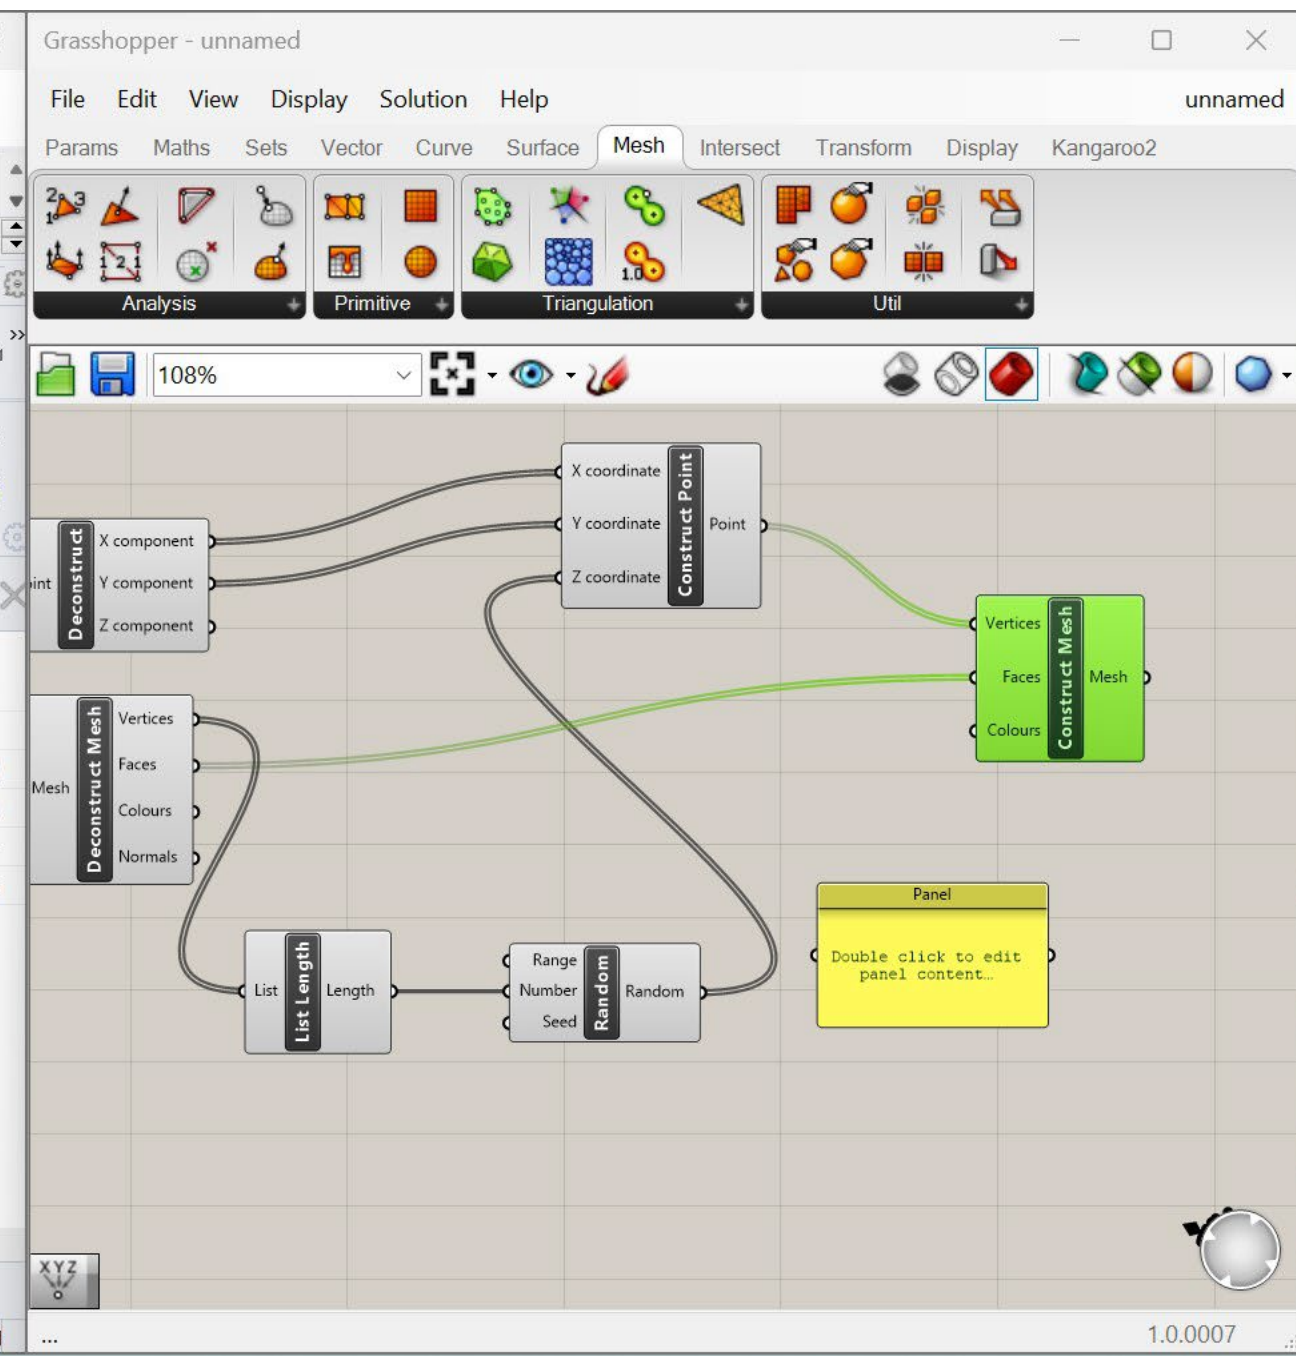 Grasshopper - unnamed
File Edit View Display Solution Help unnamed
Params Maths Sets Vector Curve Surface Mesh Intersect Transform Display Kangaroo2
Analysis Primitive Triangulation Util
108%
X coordinate
Y coordinate
Z coordinate
Construct Point
Point
Deconstruct
X component
Y component
Z component
Vertices
Faces
Colours
Construct Mesh
Mesh
Mesh
Deconstruct Mesh
Vertices
Faces
Colours
Normals
Panel
Double click to edit
panel content…
List
List Length
Length
Range
Number
Seed
Random
Random
XYZ
...
1.0.0007